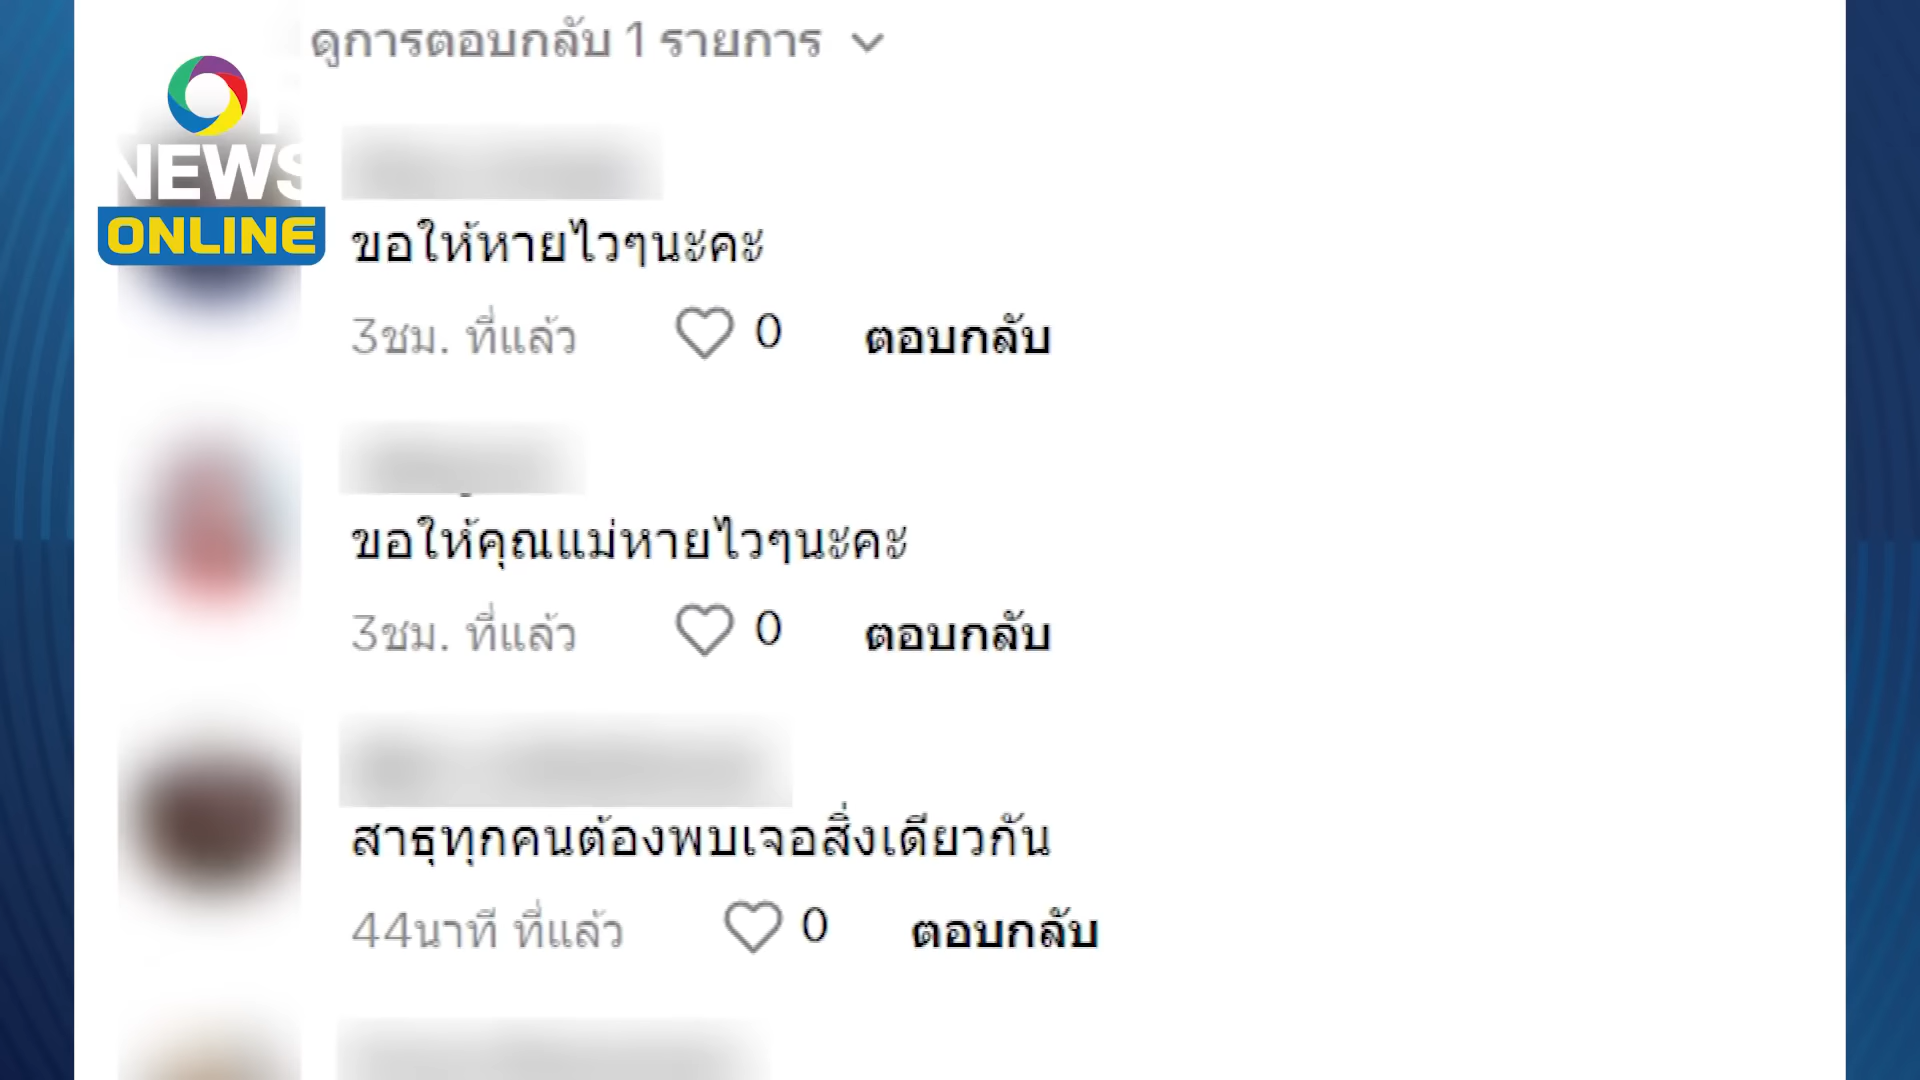 ดูการตอบกลับ 1 รายการ
NEWS
ONLINE
ขอให้หายไวๆนะคะ
3ชม. ที่แล้ว 0 ตอบกลับ
ขอให้คุณแม่หายไวๆนะคะ
3ชม. ที่แล้ว 0 ตอบกลับ
สาธุทุกคนต้องพบเจอสิ่งเดียวกัน
44นาที ที่แล้ว 0 ตอบกลับ